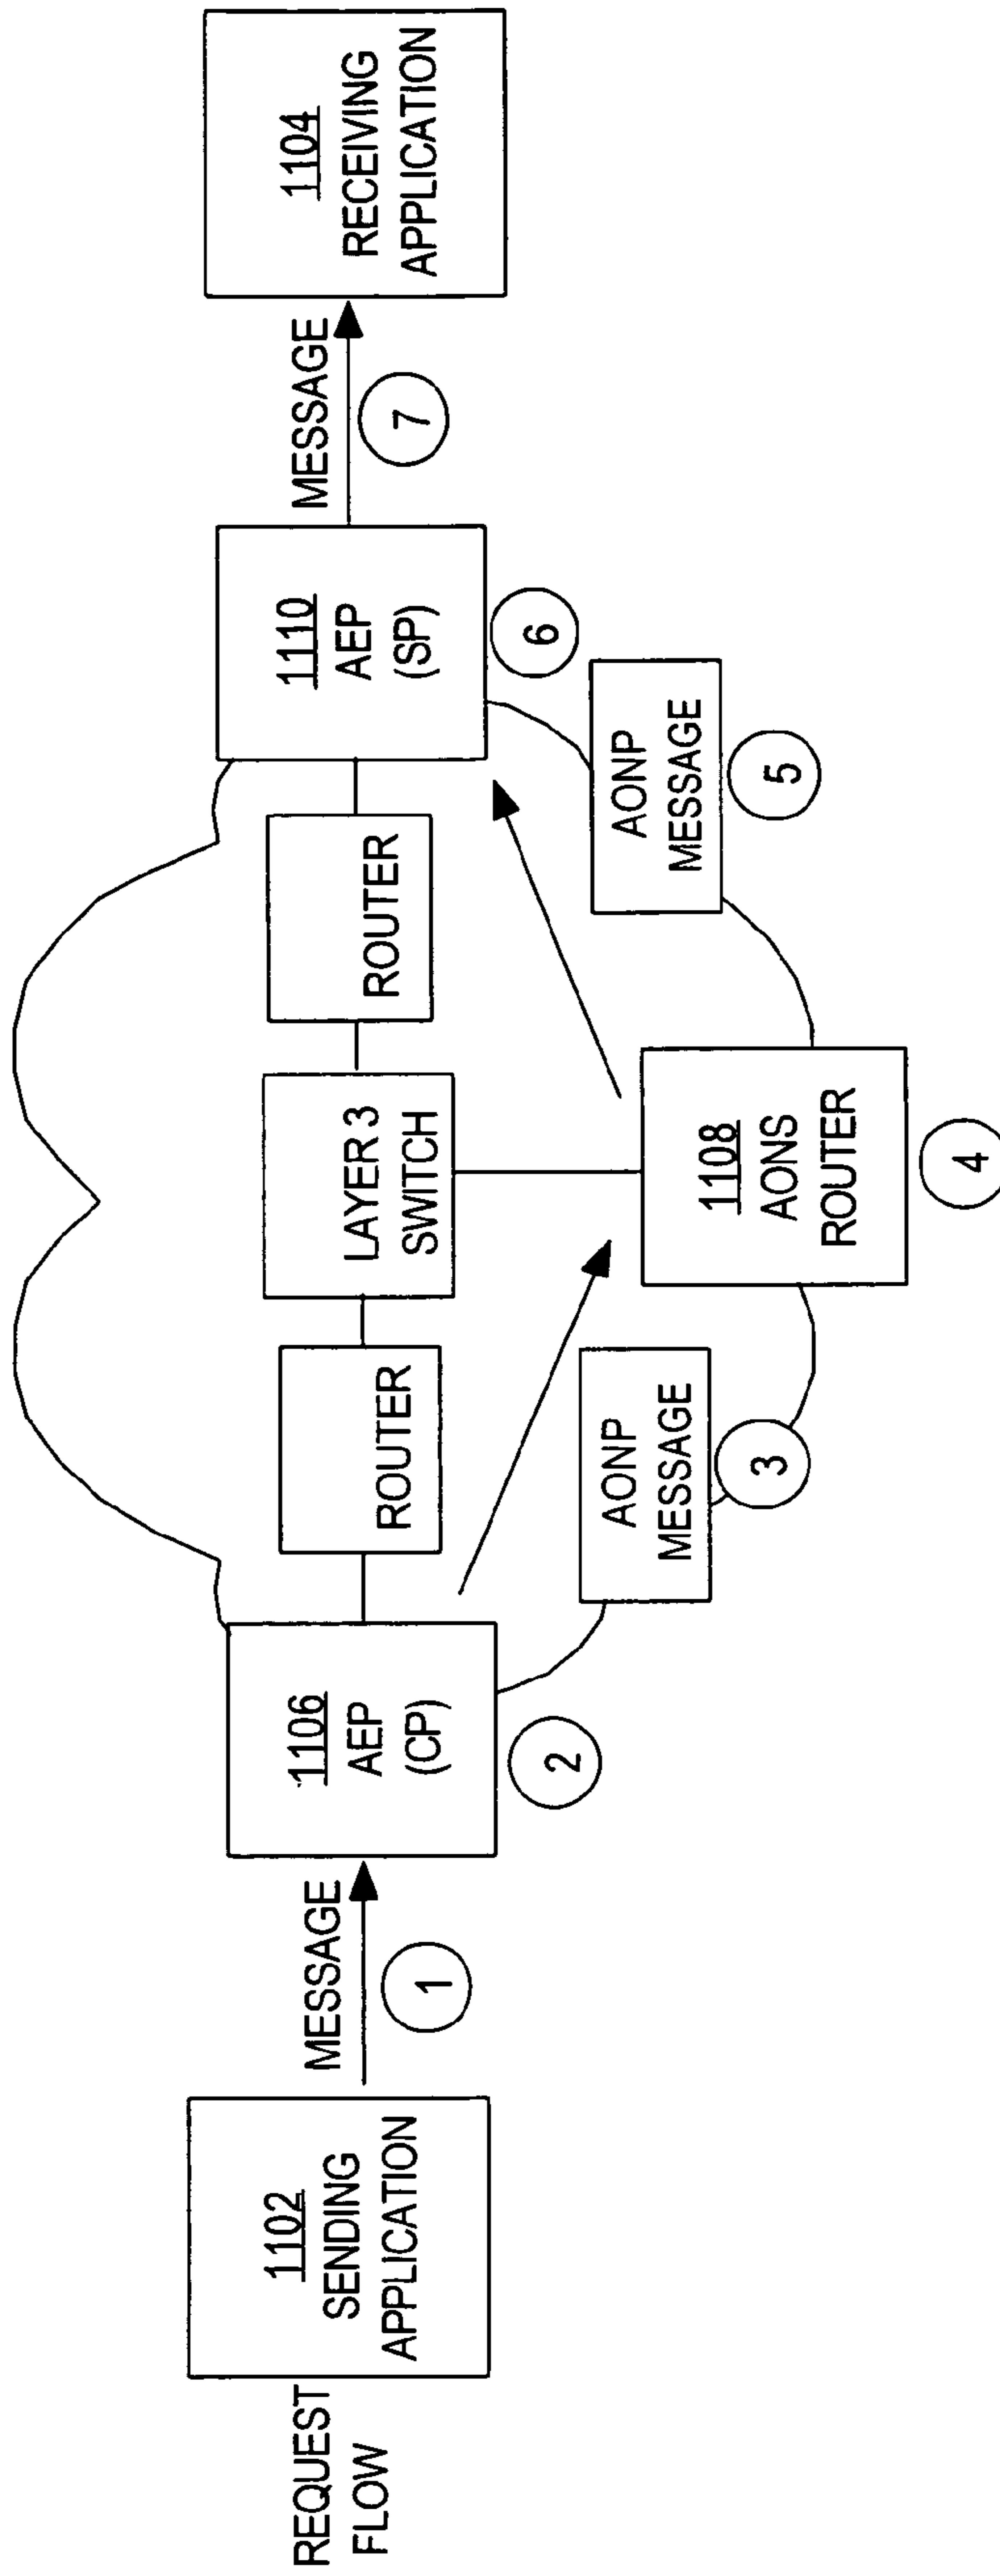 REQUEST
FLOW
1102
SENDING
APPLICATION
MESSAGE
1
1106
AEP
(CP)
2
ROUTER
AONP
MESSAGE
3
LAYER 3
SWITCH
1108
AONS
ROUTER
4
ROUTER
AONP
MESSAGE
5
1110
AEP
(SP)
6
MESSAGE
7
1104
RECEIVING
APPLICATION